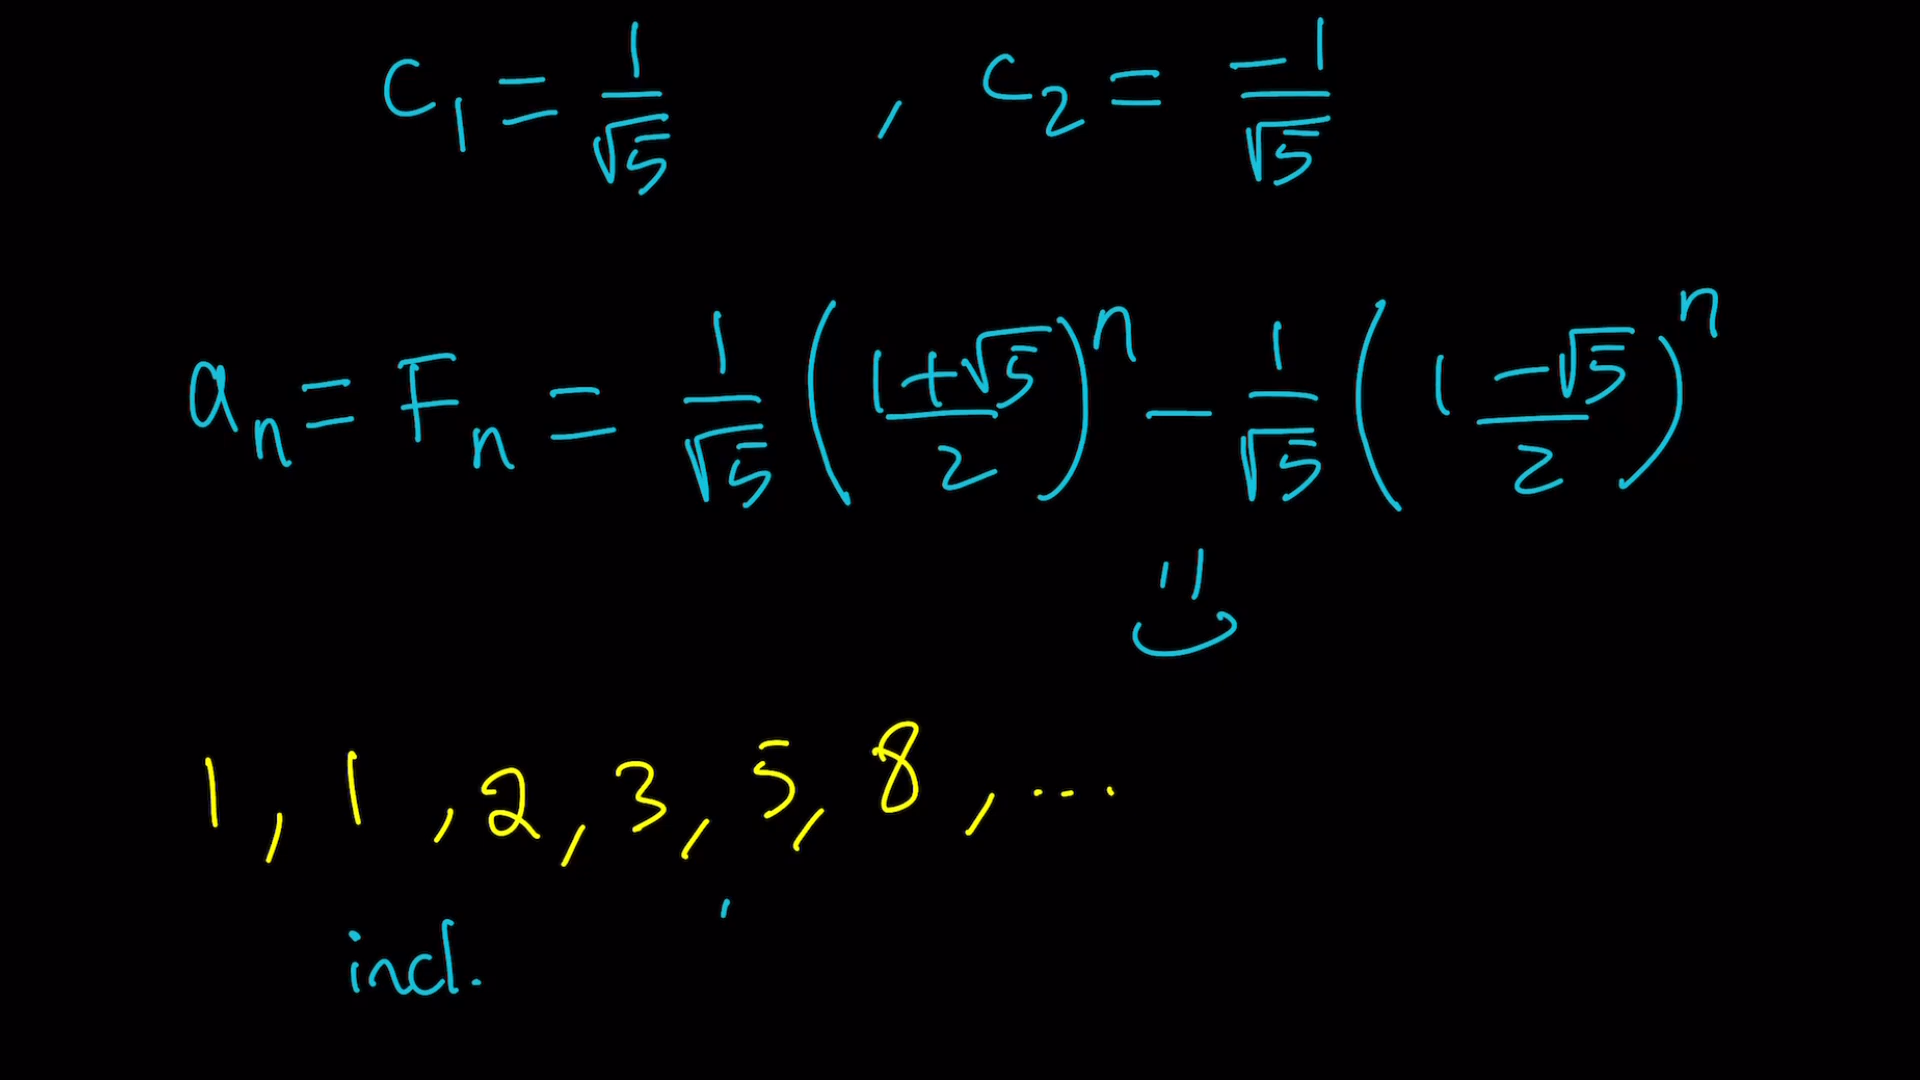 c₁ = 1/√5 , c₂ = -1/√5
aₙ = Fₙ = 1/√5 ((1+√5)/2)ⁿ - 1/√5 ((1-√5)/2)ⁿ
1, 1, 2, 3, 5, 8, ...
incl.